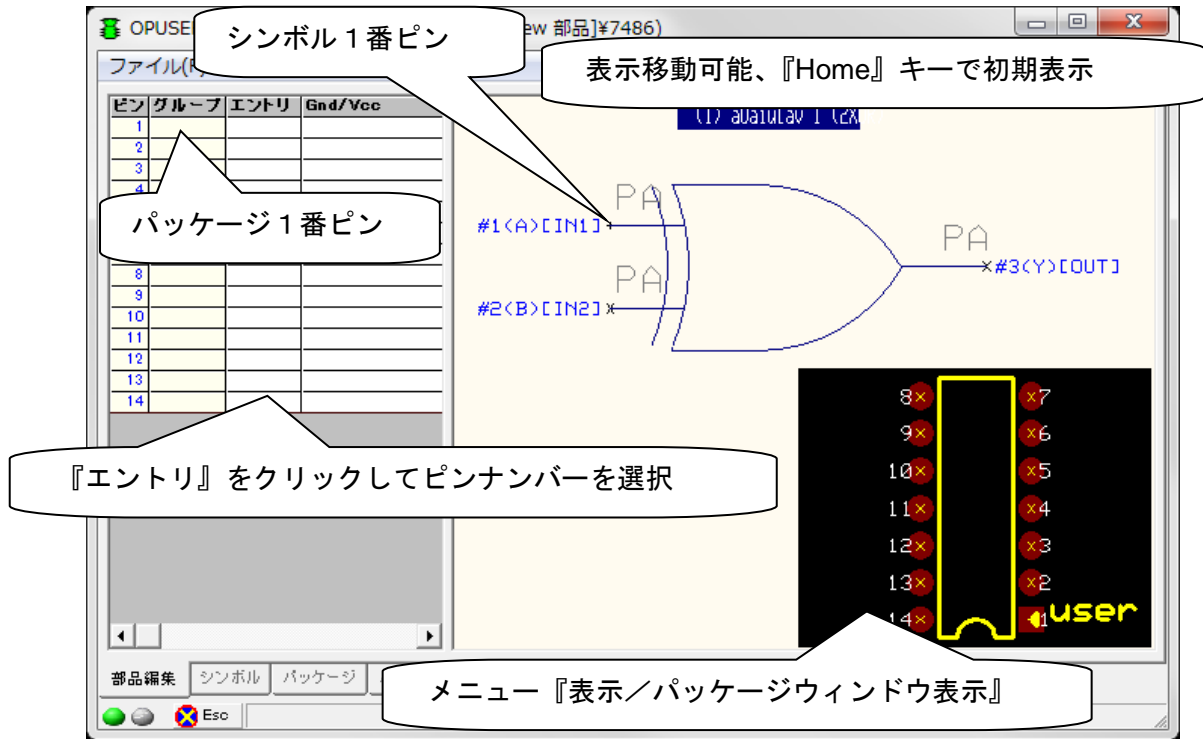 OPUSE
ew 部品]¥7486)
シンボル１番ピン
表示移動可能、『Home』キーで初期表示
ファイル(F)
ピン グループ エントリ Gnd/Vcc
1
2
3
4
パッケージ１番ピン
8
9
10
11
12
13
14
PA
#1(A)[IN1]
PA
#2(B)[IN2]
PA
#3(Y)[OUT]
『エントリ』をクリックしてピンナンバーを選択
8 7
9 6
10 5
11 4
12 3
13 2
14 1
user
部品編集 シンボル パッケージ
メニュー『表示／パッケージウィンドウ表示』
Esc